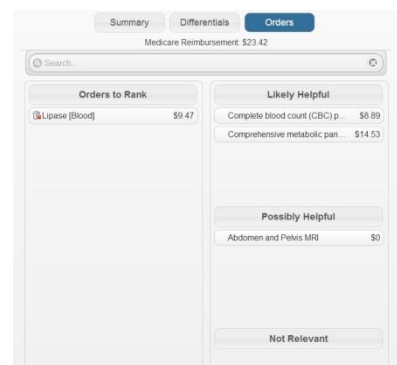 Summary Differentials Orders
Medicare Reimbursement: $23.42
Search...
Orders to Rank
Lipase [Blood] $9.47
Likely Helpful
Complete blood count (CBC) p... $8.89
Comprehensive metabolic pan... $14.53
Possibly Helpful
Abdomen and Pelvis MRI $0
Not Relevant